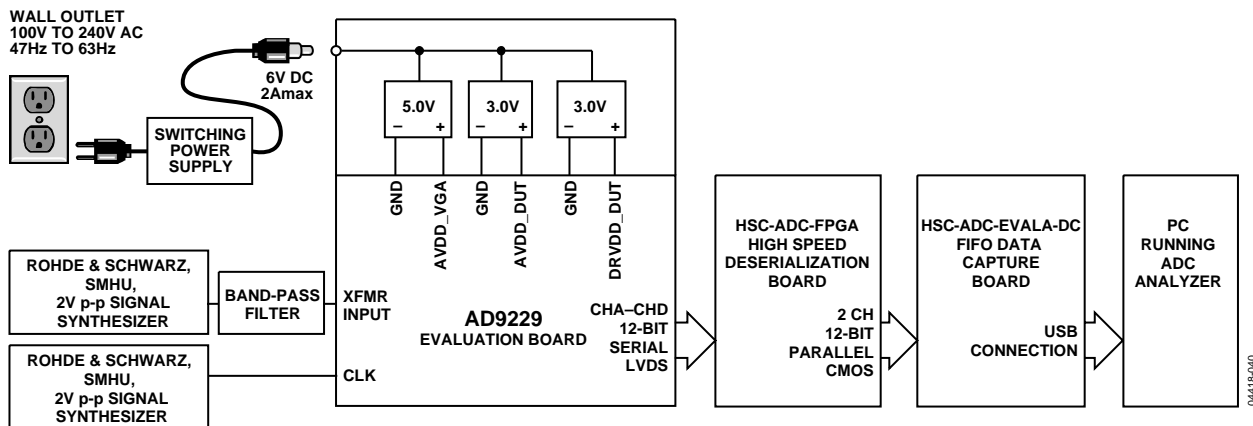 WALL OUTLET
100V TO 240V AC
47Hz TO 63Hz
6V DC
2Amax
SWITCHING
POWER
SUPPLY
5.0V
– +
3.0V
– +
3.0V
– +
GND
AVDD_VGA
GND
AVDD_DUT
GND
DRVDD_DUT
ROHDE & SCHWARZ,
SMHU,
2V p-p SIGNAL
SYNTHESIZER
BAND-PASS
FILTER
XFMR
INPUT
AD9229
EVALUATION BOARD
CHA–CHD
12-BIT
SERIAL
LVDS
CLK
ROHDE & SCHWARZ,
SMHU,
2V p-p SIGNAL
SYNTHESIZER
HSC-ADC-FPGA
HIGH SPEED
DESERIALIZATION
BOARD
2 CH
12-BIT
PARALLEL
CMOS
HSC-ADC-EVALA-DC
FIFO DATA
CAPTURE
BOARD
USB
CONNECTION
PC
RUNNING
ADC
ANALYZER
04418-040